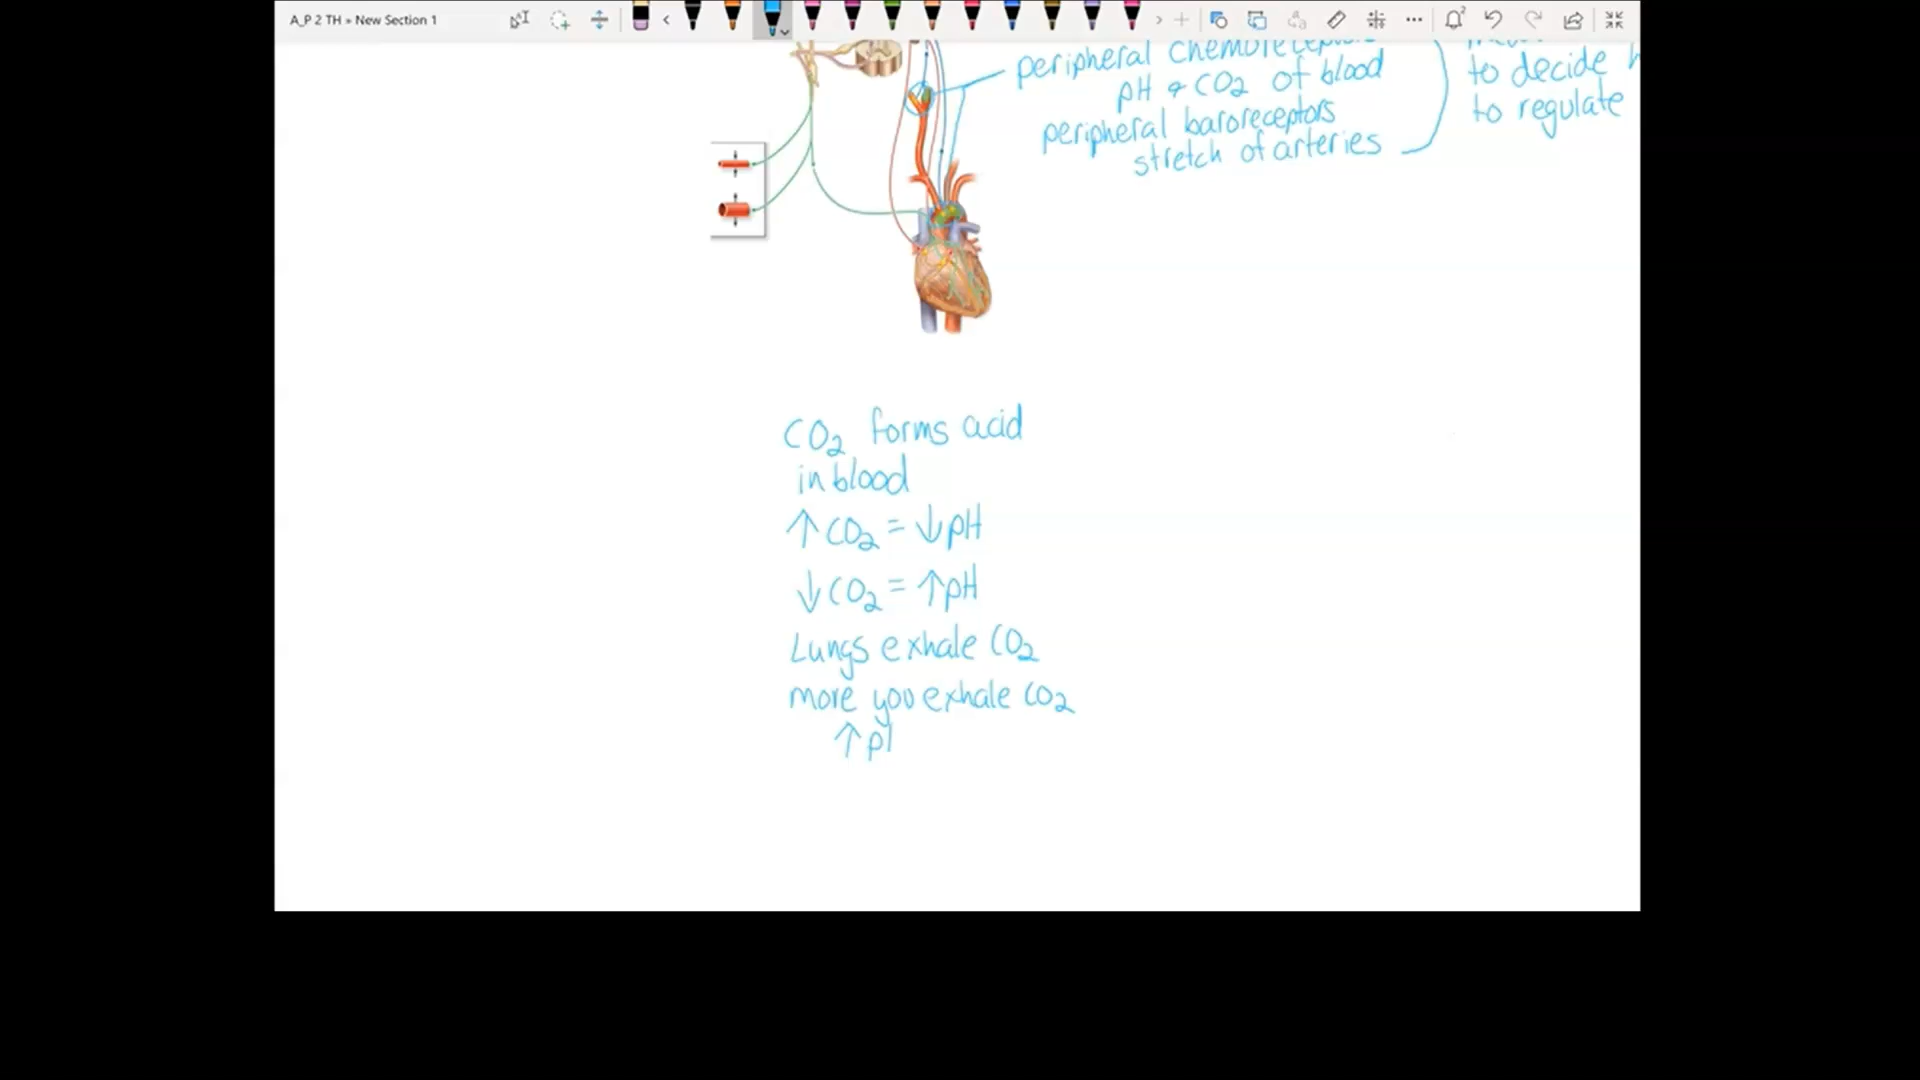 A_P 2 TH » New Section 1
peripheral chemoreceptors
pH & CO2 of blood
peripheral baroreceptors
stretch of arteries
to decide
to regulate
CO2 forms acid
in blood
↑ CO2 = ↓ pH
↓ CO2 = ↑ pH
Lungs exhale CO2
more you exhale CO2
↑ pl